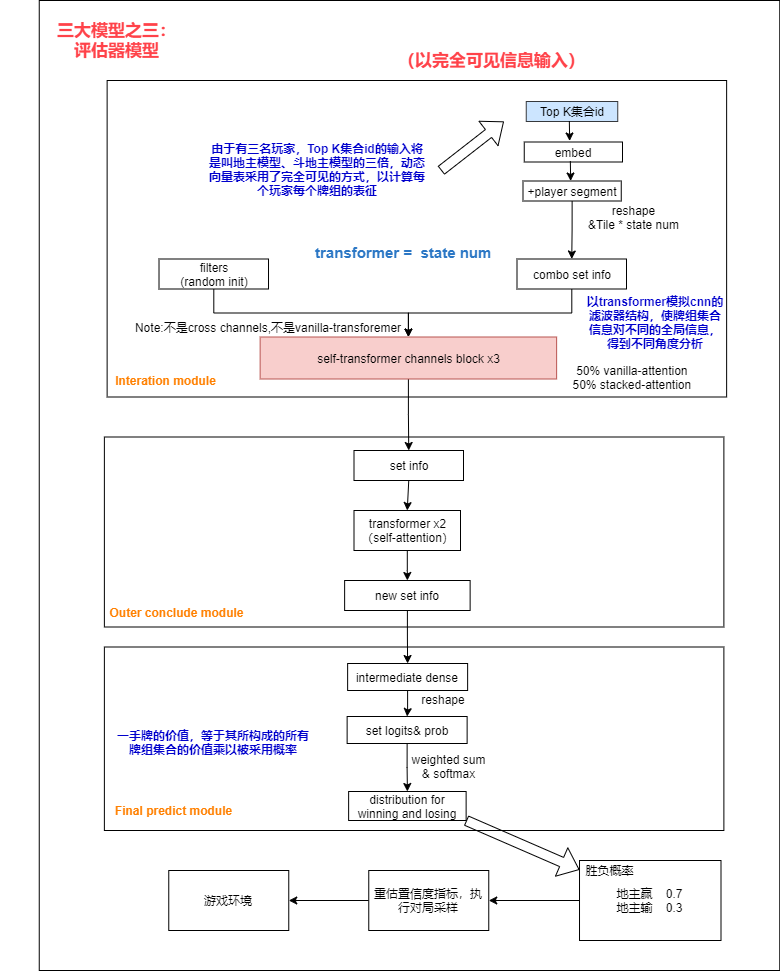 三大模型之三：
评估器模型
（以完全可见信息输入）
Top K集合id
由于有三名玩家，Top K集合id的输入将
是叫地主模型、斗地主模型的三倍，动态
向量表采用了完全可见的方式，以计算每
个玩家每个牌组的表征
embed
+player segment
reshape
&Tile * state num
transformer = state num
filters
(random init)
combo set info
以transformer模拟cnn的
滤波器结构，使牌组集合
信息对不同的全局信息，
得到不同角度分析
Note:不是cross channels,不是vanilla-transforemer
self-transformer channels block x3
50% vanilla-attention
50% stacked-attention
Interation module
set info
transformer x2
（self-attention）
new set info
Outer conclude module
intermediate dense
reshape
set logits& prob
一手牌的价值，等于其所构成的所有
牌组集合的价值乘以被采用概率
weighted sum
& softmax
distribution for
winning and losing
Final predict module
胜负概率
地主赢 0.7
地主输 0.3
重估置信度指标，执
行对局采样
游戏环境